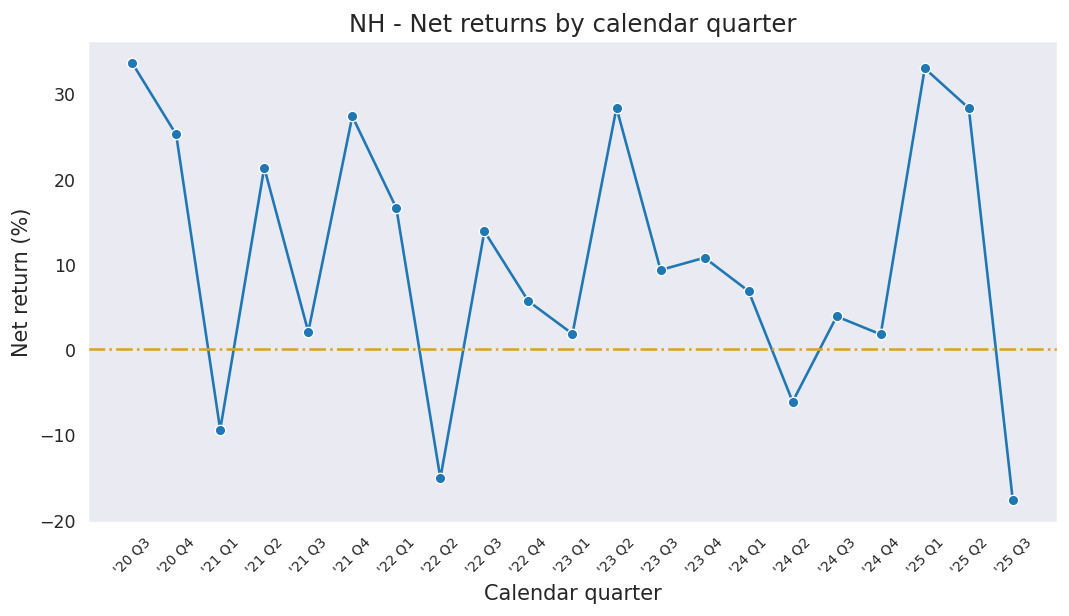 NH - Net returns by calendar quarter
Net return (%)
30
20
10
0
−10
−20
'20 Q3
'20 Q4
'21 Q1
'21 Q2
'21 Q3
'21 Q4
'22 Q1
'22 Q2
'22 Q3
'22 Q4
'23 Q1
'23 Q2
'23 Q3
'23 Q4
'24 Q1
'24 Q2
'24 Q3
'24 Q4
'25 Q1
'25 Q2
'25 Q3
Calendar quarter